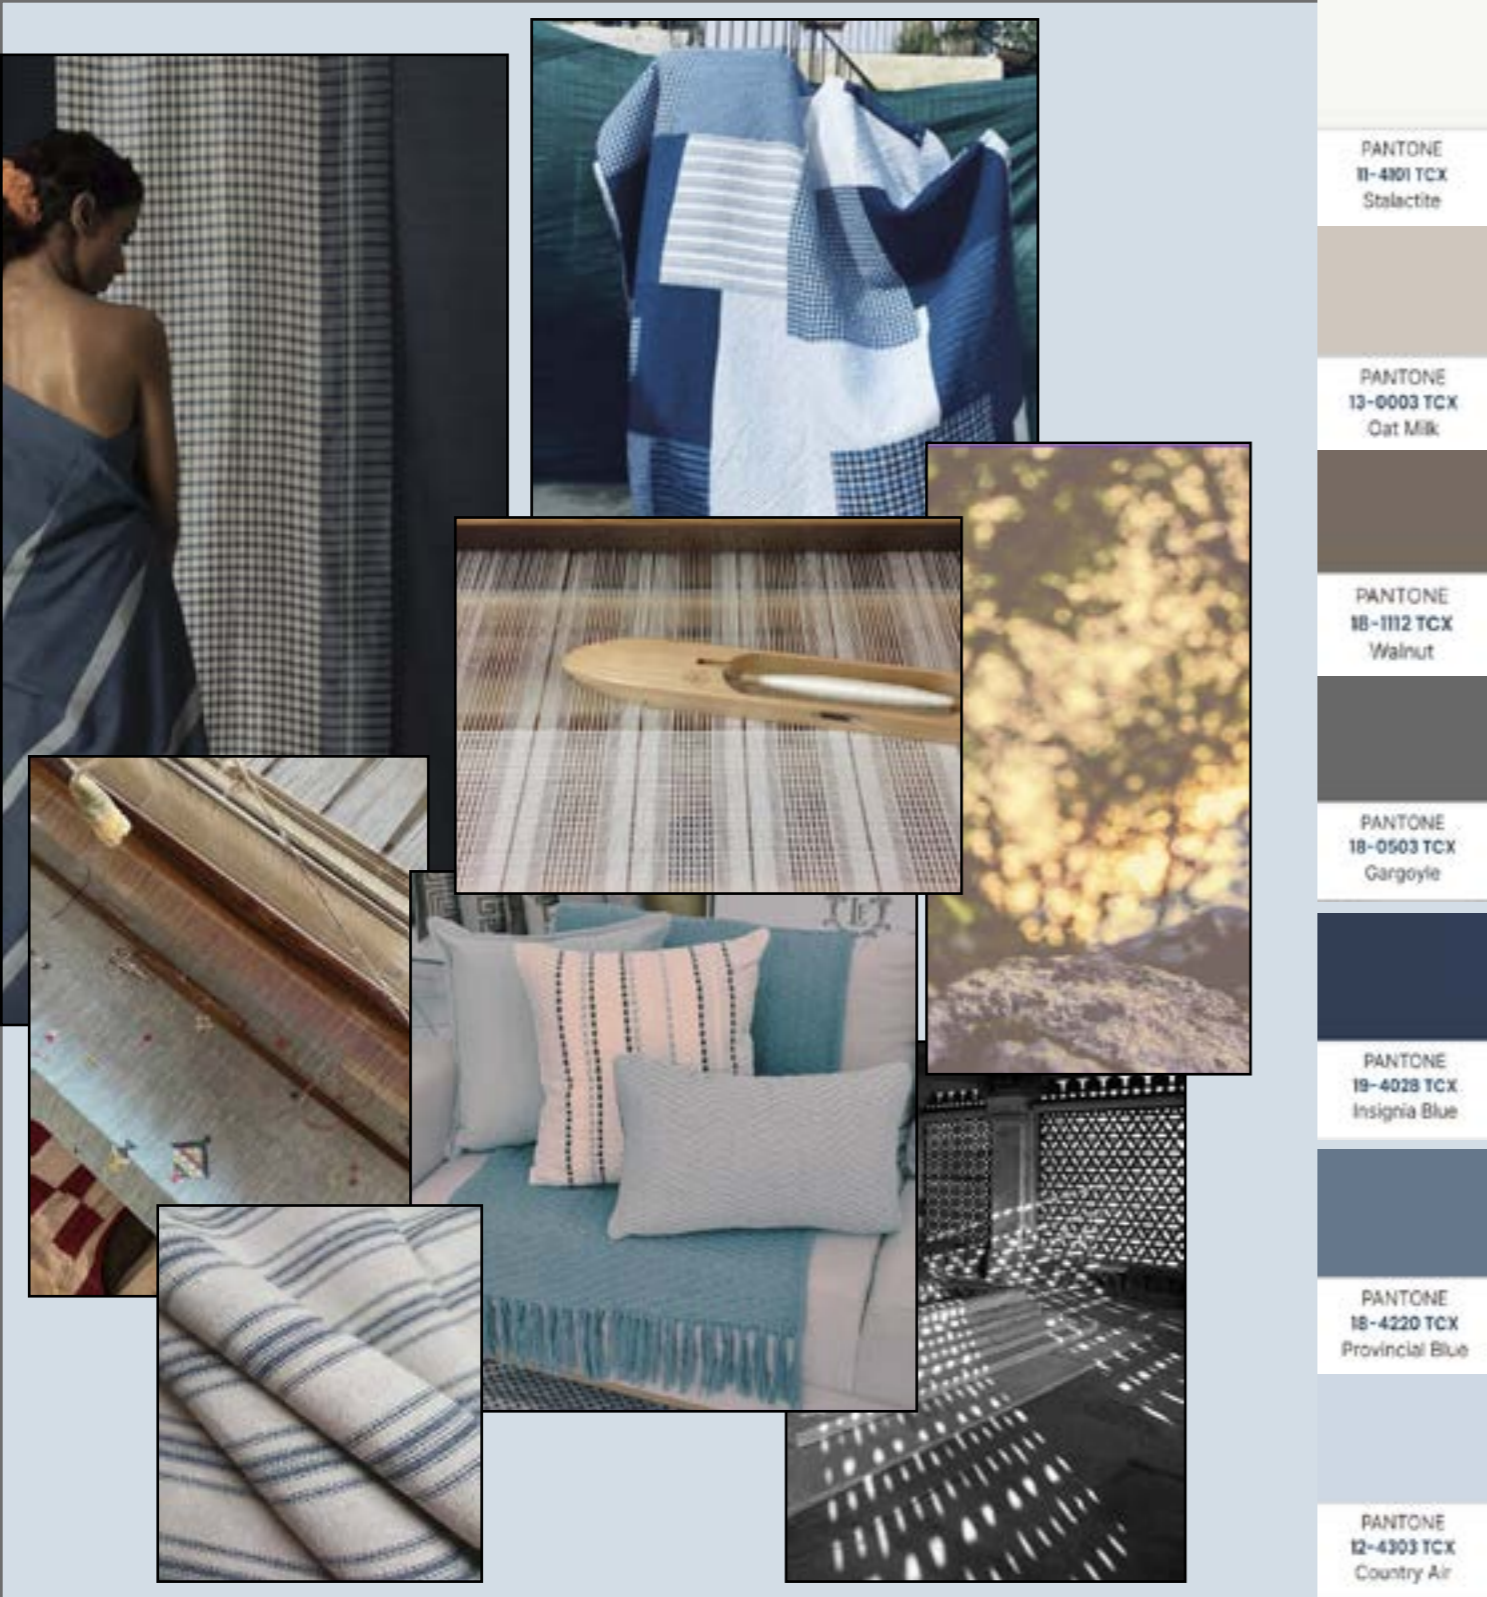 PANTONE
11-4101 TCX
Stalactite
PANTONE
13-0003 TCX
Oat Milk
PANTONE
18-1112 TCX
Walnut
PANTONE
18-0503 TCX
Gargoyle
PANTONE
19-4028 TCX
Insignia Blue
PANTONE
18-4220 TCX
Provincial Blue
PANTONE
12-4303 TCX
Country Air